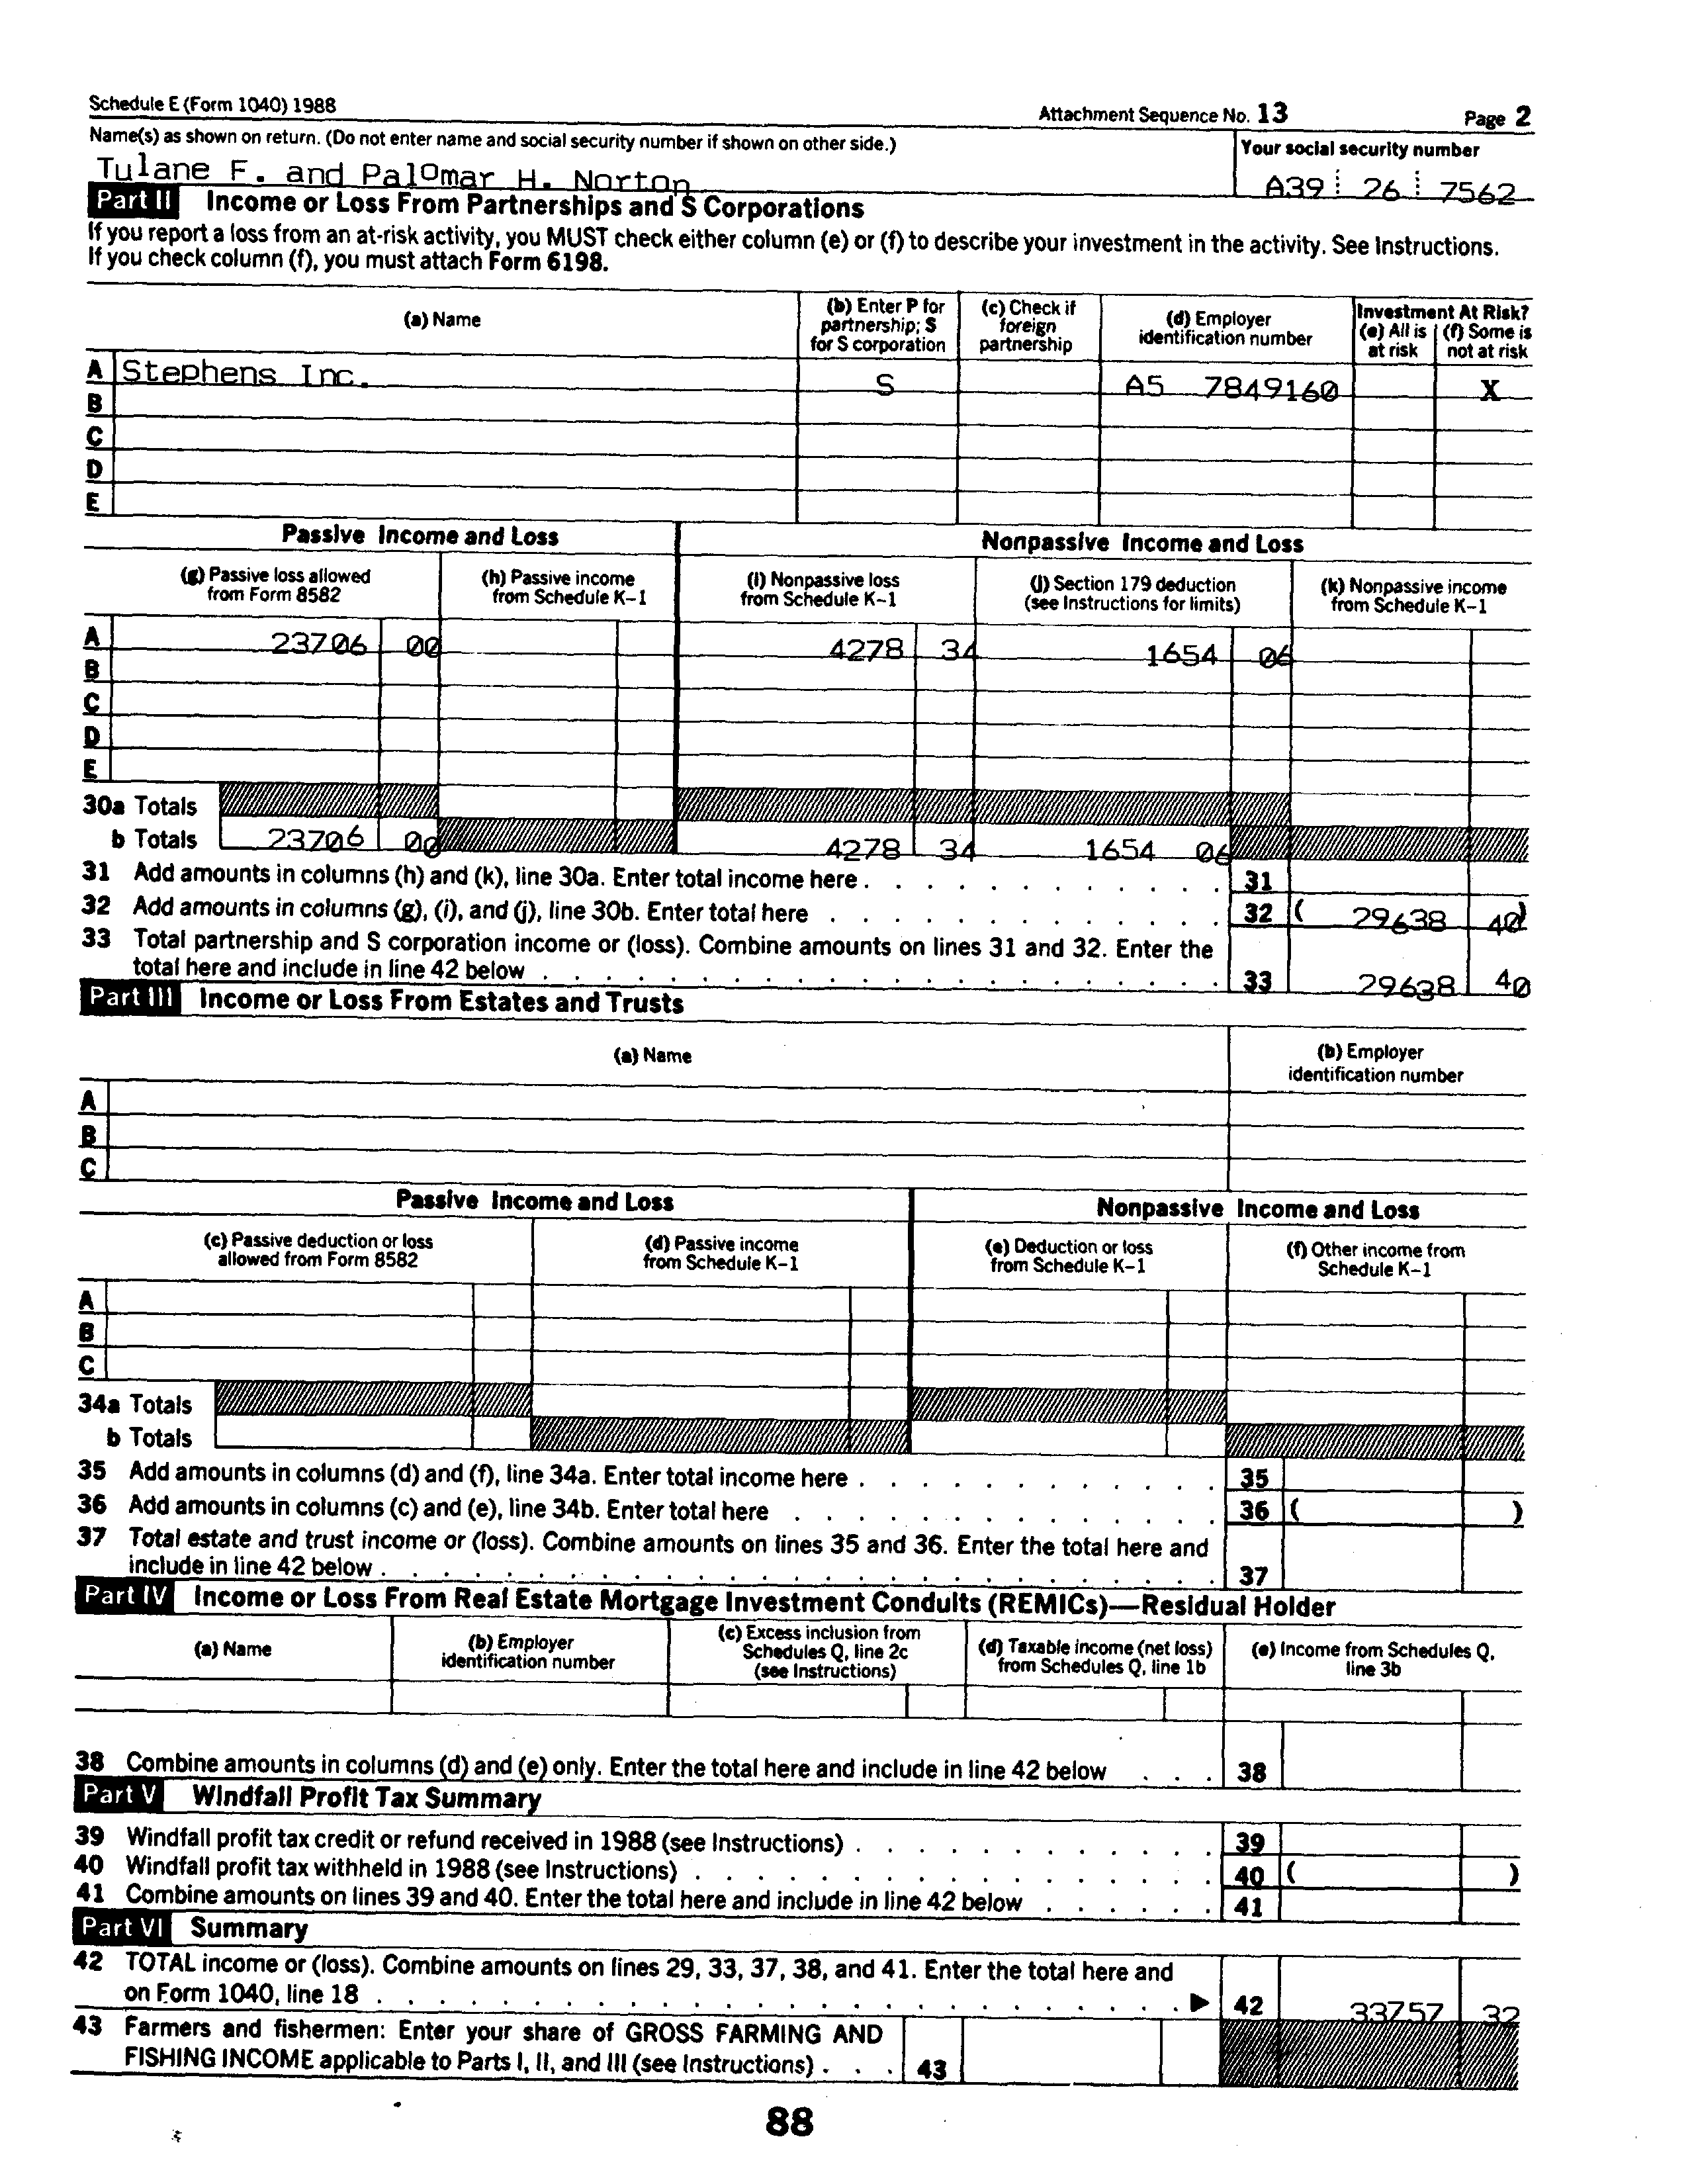 Schedule E (Form 1040) 1988 Attachment Sequence No. 13 Page 2
Name(s) as shown on return. (Do not enter name and social security number if shown on other side.) Your social security number
Tulane F. and Palomar H. Norton A39 26 7562
Part II Income or Loss From Partnerships and S Corporations
If you report a loss from an at-risk activity, you MUST check either column (e) or (f) to describe your investment in the activity. See Instructions.
If you check column (f), you must attach Form 6198.
(a) Name
(b) Enter P for partnership; S for S corporation
(c) Check if foreign partnership
(d) Employer identification number
Investment At Risk?
(e) All is at risk
(f) Some is not at risk
A Stephens Inc. S A5 7849160 X
B
C
D
E
Passive Income and Loss Nonpassive Income and Loss
(g) Passive loss allowed from Form 8582
(h) Passive income from Schedule K-1
(i) Nonpassive loss from Schedule K-1
(j) Section 179 deduction (see Instructions for limits)
(k) Nonpassive income from Schedule K-1
A 23706 00 4278 34 1654 06
B
C
D
E
30a Totals
b Totals 23706 00 4278 34 1654 06
31 Add amounts in columns (h) and (k), line 30a. Enter total income here . . . . . . . . . . . . 31
32 Add amounts in columns (g), (i), and (j), line 30b. Enter total here . . . . . . . . . . . . . 32 ( 29638 40 )
33 Total partnership and S corporation income or (loss). Combine amounts on lines 31 and 32. Enter the
total here and include in line 42 below . . . . . . . . . . . . . . . . . . . . . . 33 29638 40
Part III Income or Loss From Estates and Trusts
(a) Name
(b) Employer identification number
A
B
C
Passive Income and Loss Nonpassive Income and Loss
(c) Passive deduction or loss allowed from Form 8582
(d) Passive income from Schedule K-1
(e) Deduction or loss from Schedule K-1
(f) Other income from Schedule K-1
A
B
C
34a Totals
b Totals
35 Add amounts in columns (d) and (f), line 34a. Enter total income here . . . . . . . . . . . . 35
36 Add amounts in columns (c) and (e), line 34b. Enter total here . . . . . . . . . . . . . . 36 ( )
37 Total estate and trust income or (loss). Combine amounts on lines 35 and 36. Enter the total here and
include in line 42 below . . . . . . . . . . . . . . . . . . . . . . . . . . . 37
Part IV Income or Loss From Real Estate Mortgage Investment Conduits (REMICs)—Residual Holder
(a) Name
(b) Employer identification number
(c) Excess inclusion from Schedules Q, line 2c (see Instructions)
(d) Taxable income (net loss) from Schedules Q, line 1b
(e) Income from Schedules Q, line 3b
38 Combine amounts in columns (d) and (e) only. Enter the total here and include in line 42 below . . . 38
Part V Windfall Profit Tax Summary
39 Windfall profit tax credit or refund received in 1988 (see Instructions) . . . . . . . . . . . . 39
40 Windfall profit tax withheld in 1988 (see Instructions) . . . . . . . . . . . . . . . . . 40 ( )
41 Combine amounts on lines 39 and 40. Enter the total here and include in line 42 below . . . . . . 41
Part VI Summary
42 TOTAL income or (loss). Combine amounts on lines 29, 33, 37, 38, and 41. Enter the total here and
on Form 1040, line 18 . . . . . . . . . . . . . . . . . . . . . . . . . . ▶ 42 33757 32
43 Farmers and fishermen: Enter your share of GROSS FARMING AND
FISHING INCOME applicable to Parts I, II, and III (see Instructions) . . . 43
88